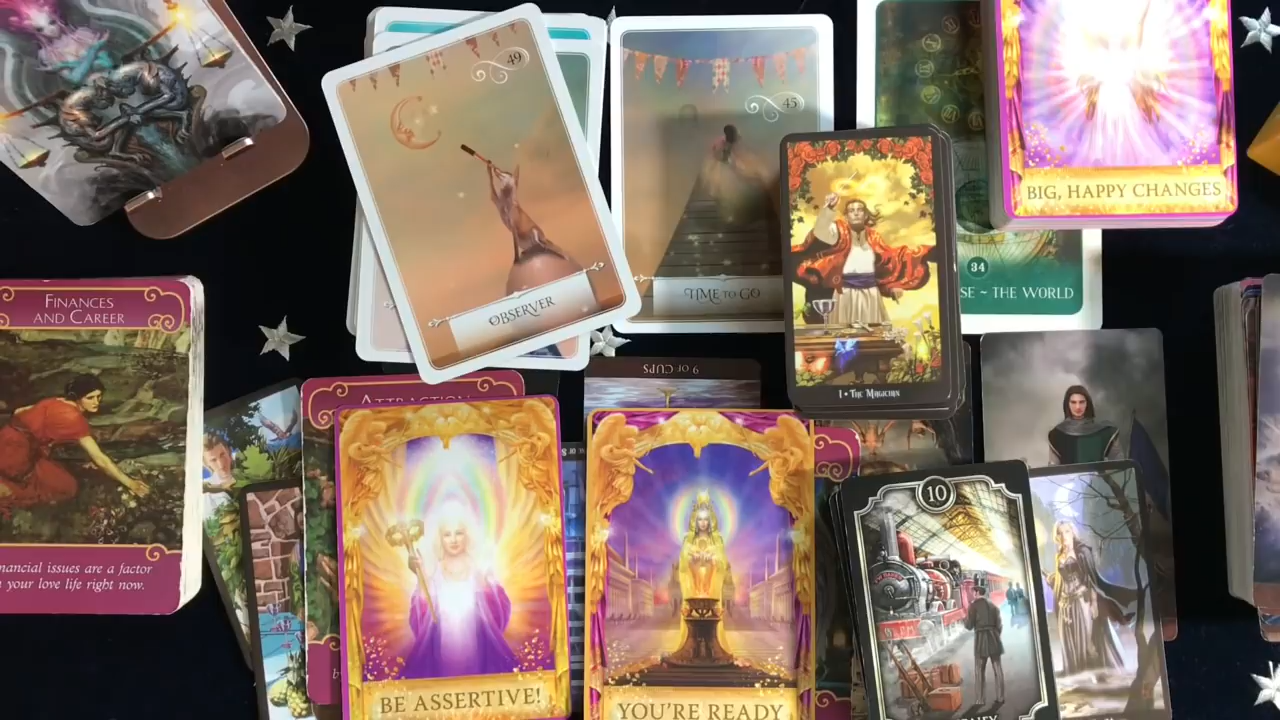 49
OBSERVER
45
TIME TO GO
I • THE MAGICIAN
34
SE ~ THE WORLD
BIG, HAPPY CHANGES
FINANCES
AND CAREER
nancial issues are a factor
your love life right now.
9 OF CUPS
ATTRACTION
BE ASSERTIVE!
YOU'RE READY
10